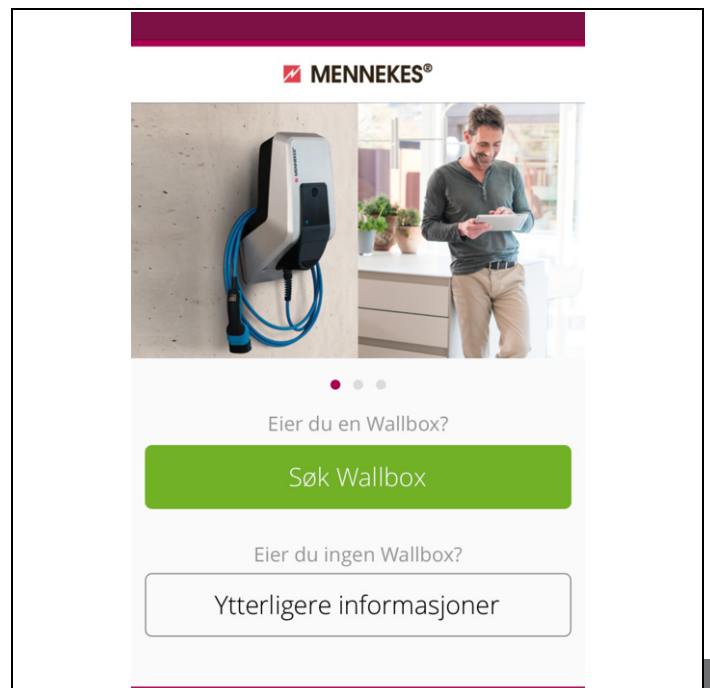 MENNEKES®
Eier du en Wallbox?
Søk Wallbox
Eier du ingen Wallbox?
Ytterligere informasjoner